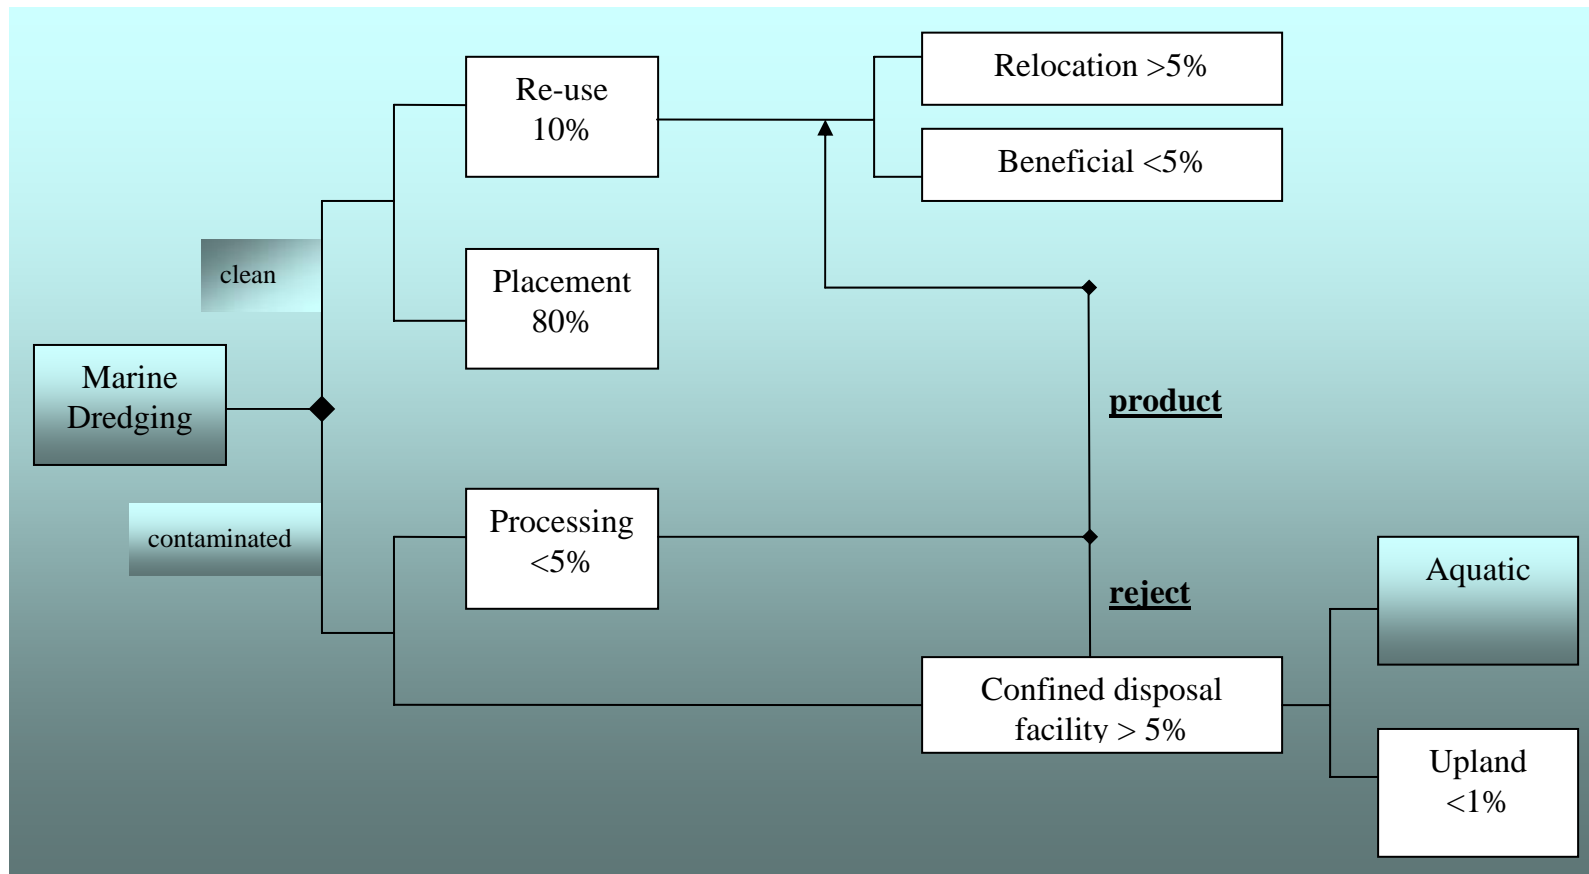 Relocation >5%
Re-use
10%
Beneficial <5%
clean
Placement
80%
Marine
Dredging
product
Processing
<5%
contaminated
reject
Aquatic
Confined disposal
facility > 5%
Upland
<1%